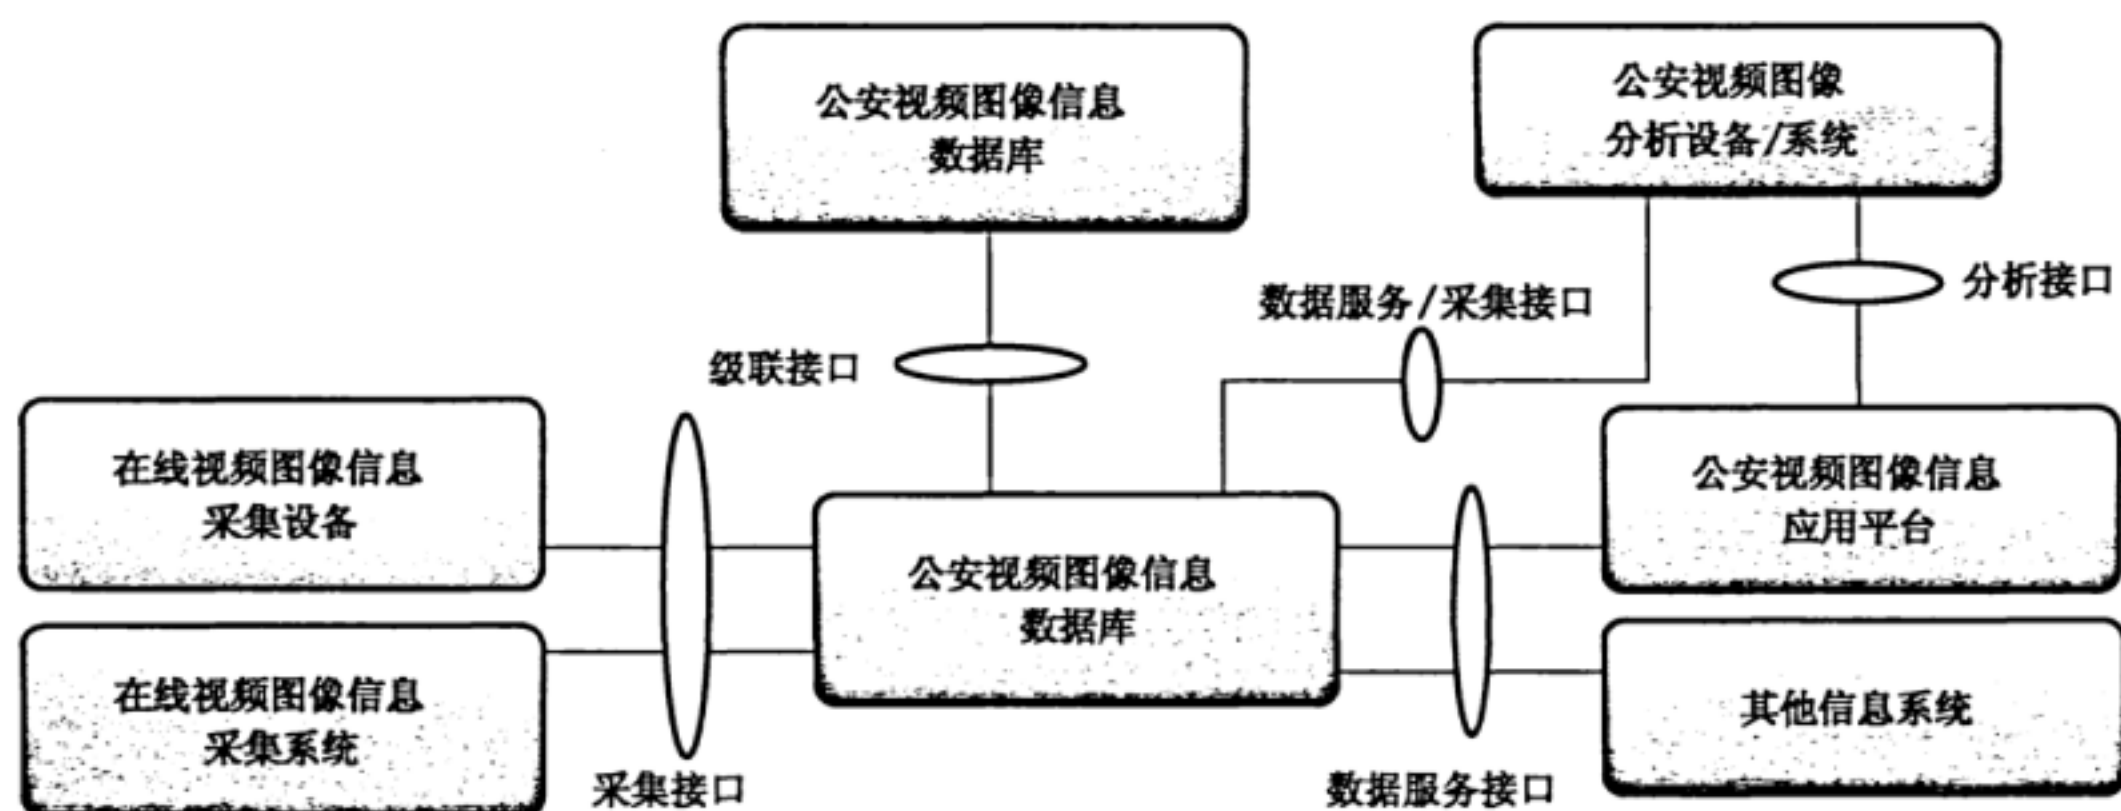 公安视频图像信息
数据库
公安视频图像
分析设备/系统
分析接口
数据服务/采集接口
级联接口
在线视频图像信息
采集设备
公安视频图像信息
应用平台
公安视频图像信息
数据库
在线视频图像信息
采集系统
其他信息系统
采集接口
数据服务接口